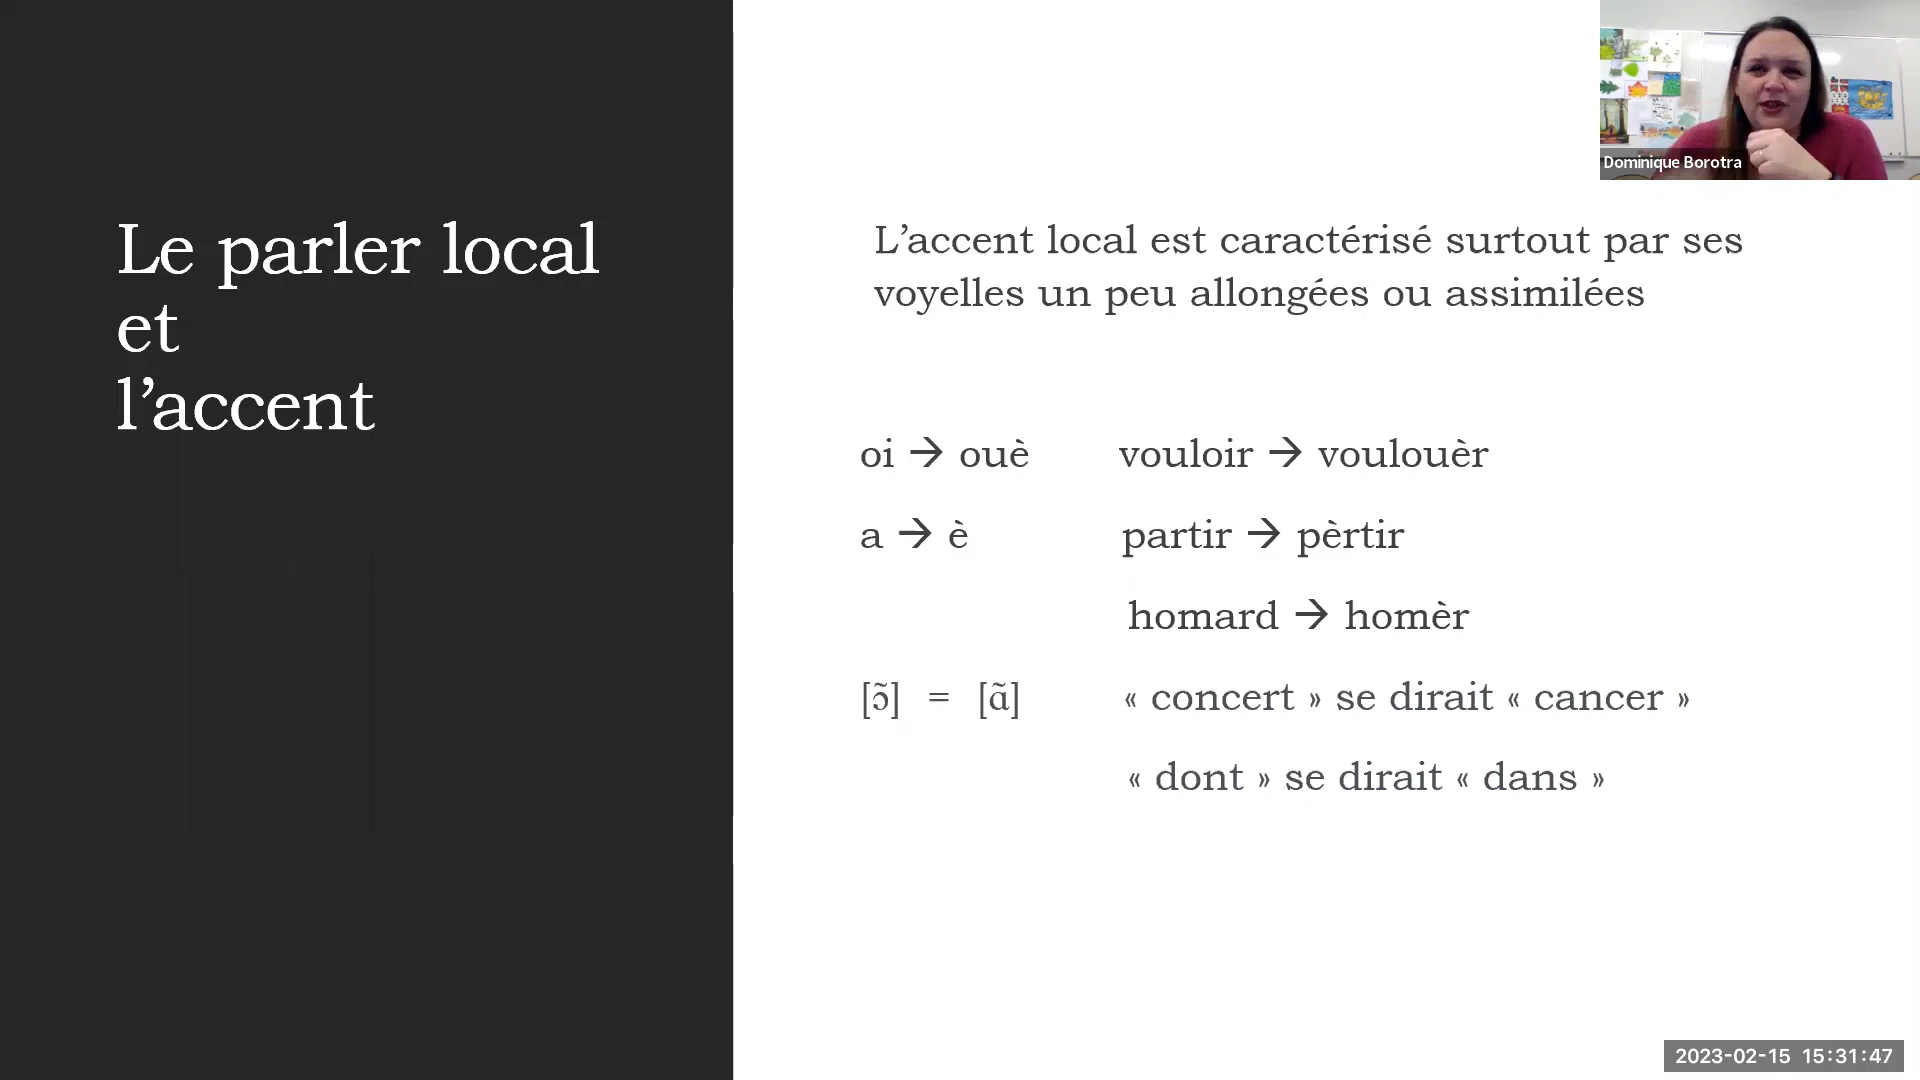 Le parler local
et
l’accent
Dominique Borotra
L’accent local est caractérisé surtout par ses
voyelles un peu allongées ou assimilées
oi → ouè vouloir → voulouèr
a → è partir → pèrtir
homard → homèr
[ɔ̃] = [ɑ̃] « concert » se dirait « cancer »
« dont » se dirait « dans »
2023-02-15 15:31:47